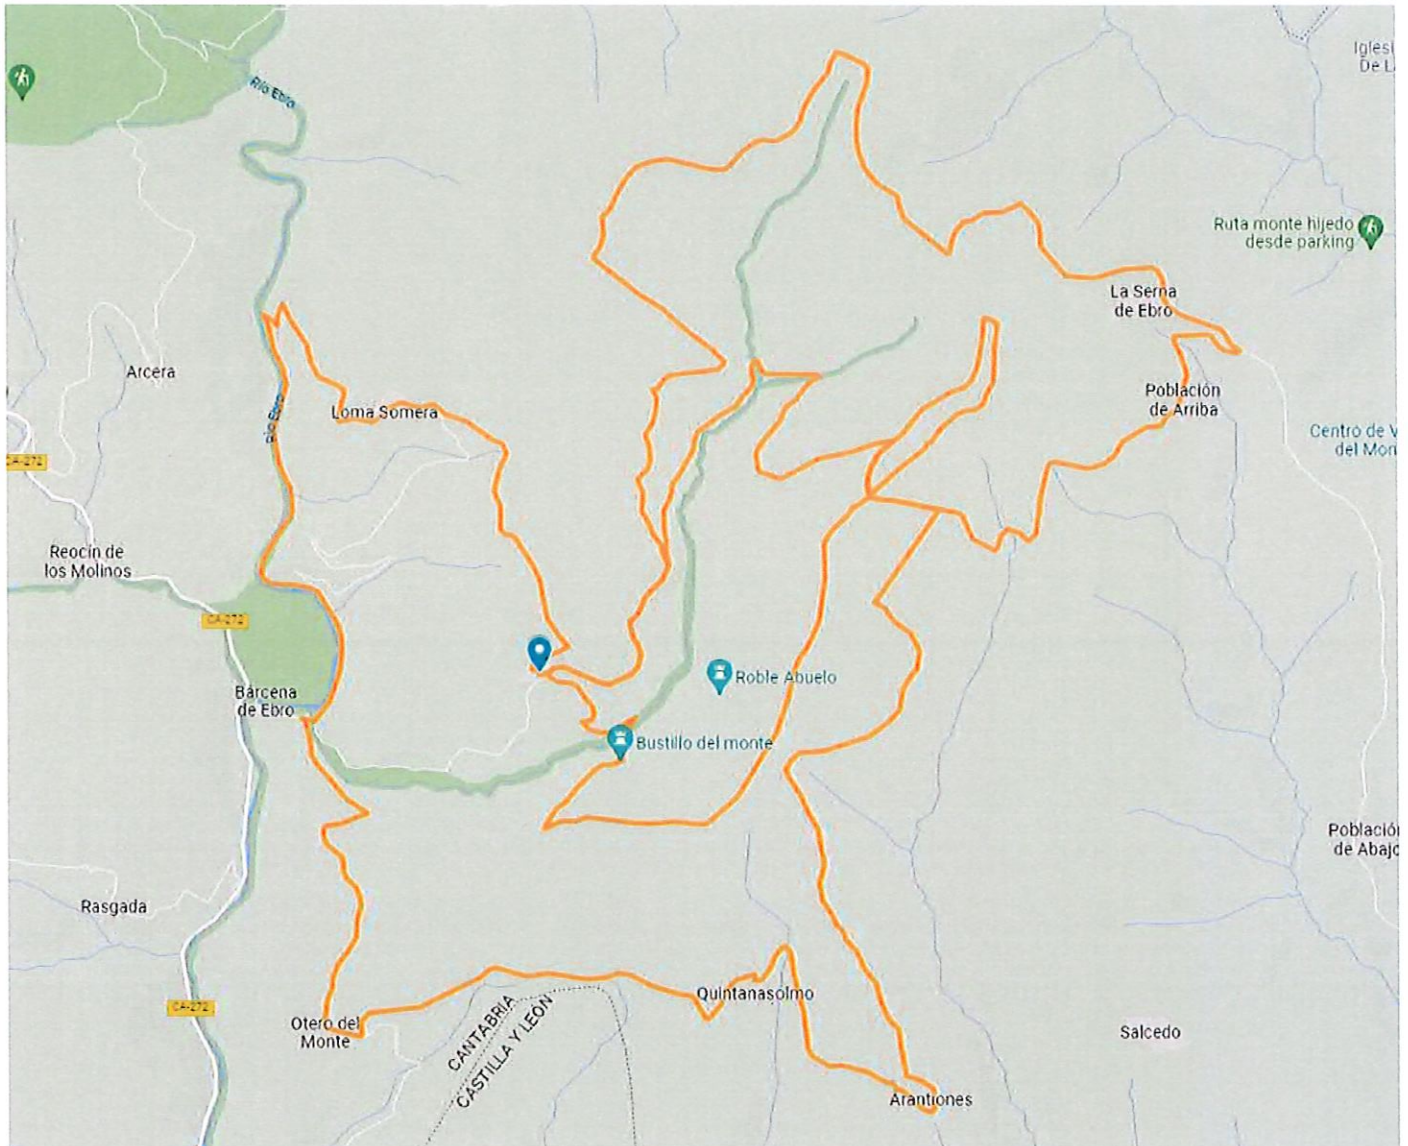 Iglesi
De L
Río Ebro
Ruta monte hijedo
desde parking
La Serna
de Ebro
Arcera
Loma Somera
Río Ebro
Población
de Arriba
Centro de V
del Mon
CA-272
Reocín de
los Molinos
CA-272
Roble Abuelo
Bárcena
de Ebro
Bustillo del monte
Población
de Abajo
Rasgada
Quintanasolmo
CA-272
Otero del
Monte
CANTABRIA
CASTILLA Y LEÓN
Salcedo
Arantiones